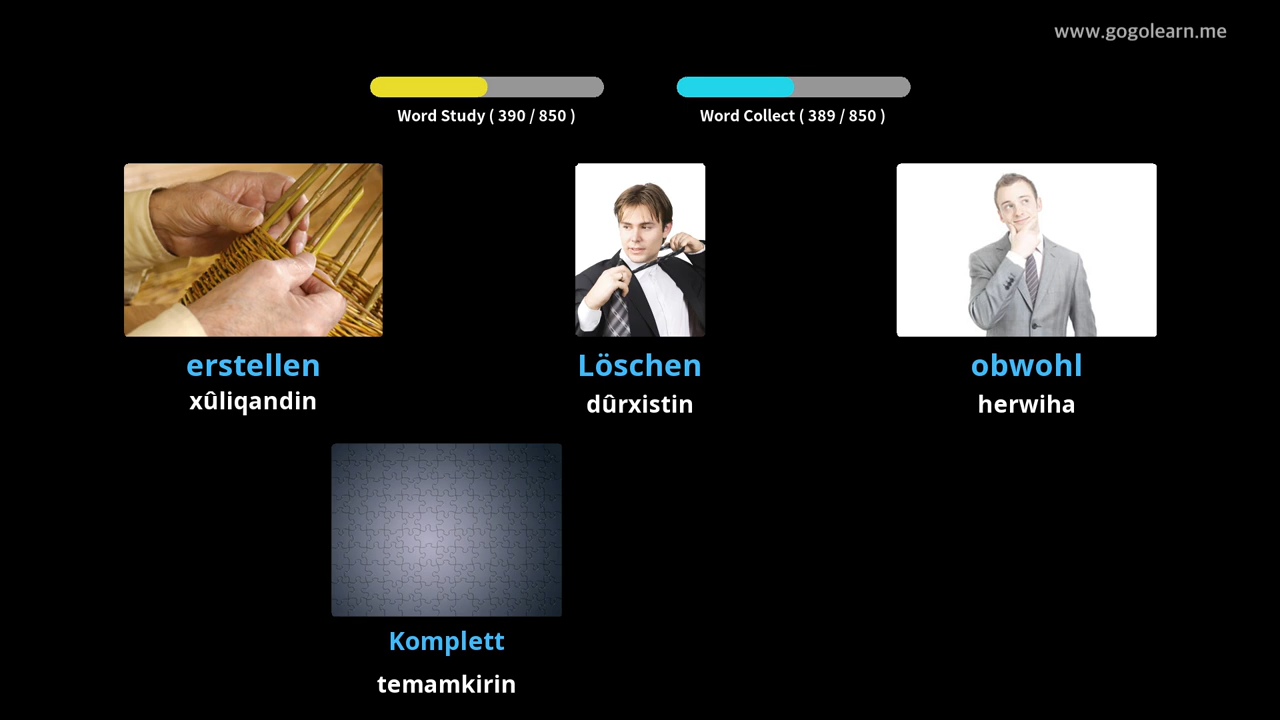 www.gogolearn.me
Word Study ( 390 / 850 )
Word Collect ( 389 / 850 )
erstellen
xûliqandin
Löschen
dûrxistin
obwohl
herwiha
Komplett
temamkirin